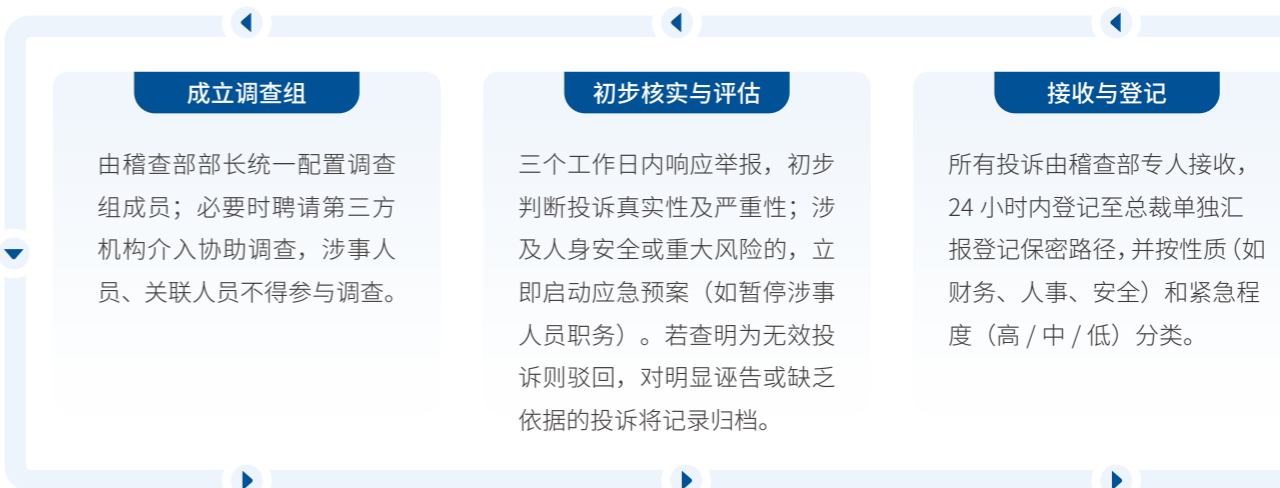 成立调查组
由稽查部部长统一配置调查
组成员；必要时聘请第三方
机构介入协助调查，涉事人
员、关联人员不得参与调查。
初步核实与评估
三个工作日内响应举报，初步
判断投诉真实性及严重性；涉
及人身安全或重大风险的，立
即启动应急预案（如暂停涉事
人员职务）。若查明为无效投
诉则驳回，对明显诬告或缺乏
依据的投诉将记录归档。
接收与登记
所有投诉由稽查部专人接收，
24 小时内登记至总裁单独汇
报登记保密路径，并按性质（如
财务、人事、安全）和紧急程
度（高 / 中 / 低）分类。